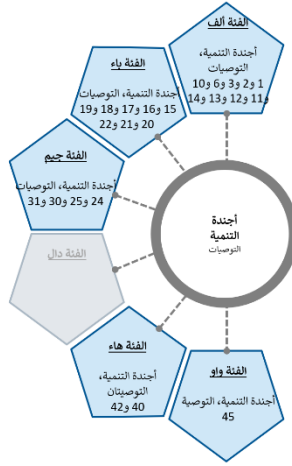 الفئة ألف
أجندة التنمية،
التوصيات
1 و2 و3 و6 و10
و11 و12 و13 و14
الفئة باء
أجندة التنمية، التوصيات
15 و16 و17 و18 و19
20 و21 و22
الفئة جيم
أجندة التنمية، التوصيات
24 و25 و30 و31
الفئة دال
أجندة
التنمية
التوصيات
الفئة هاء
أجندة التنمية،
التوصيتان
40 و42
الفئة واو
أجندة التنمية، التوصية
45